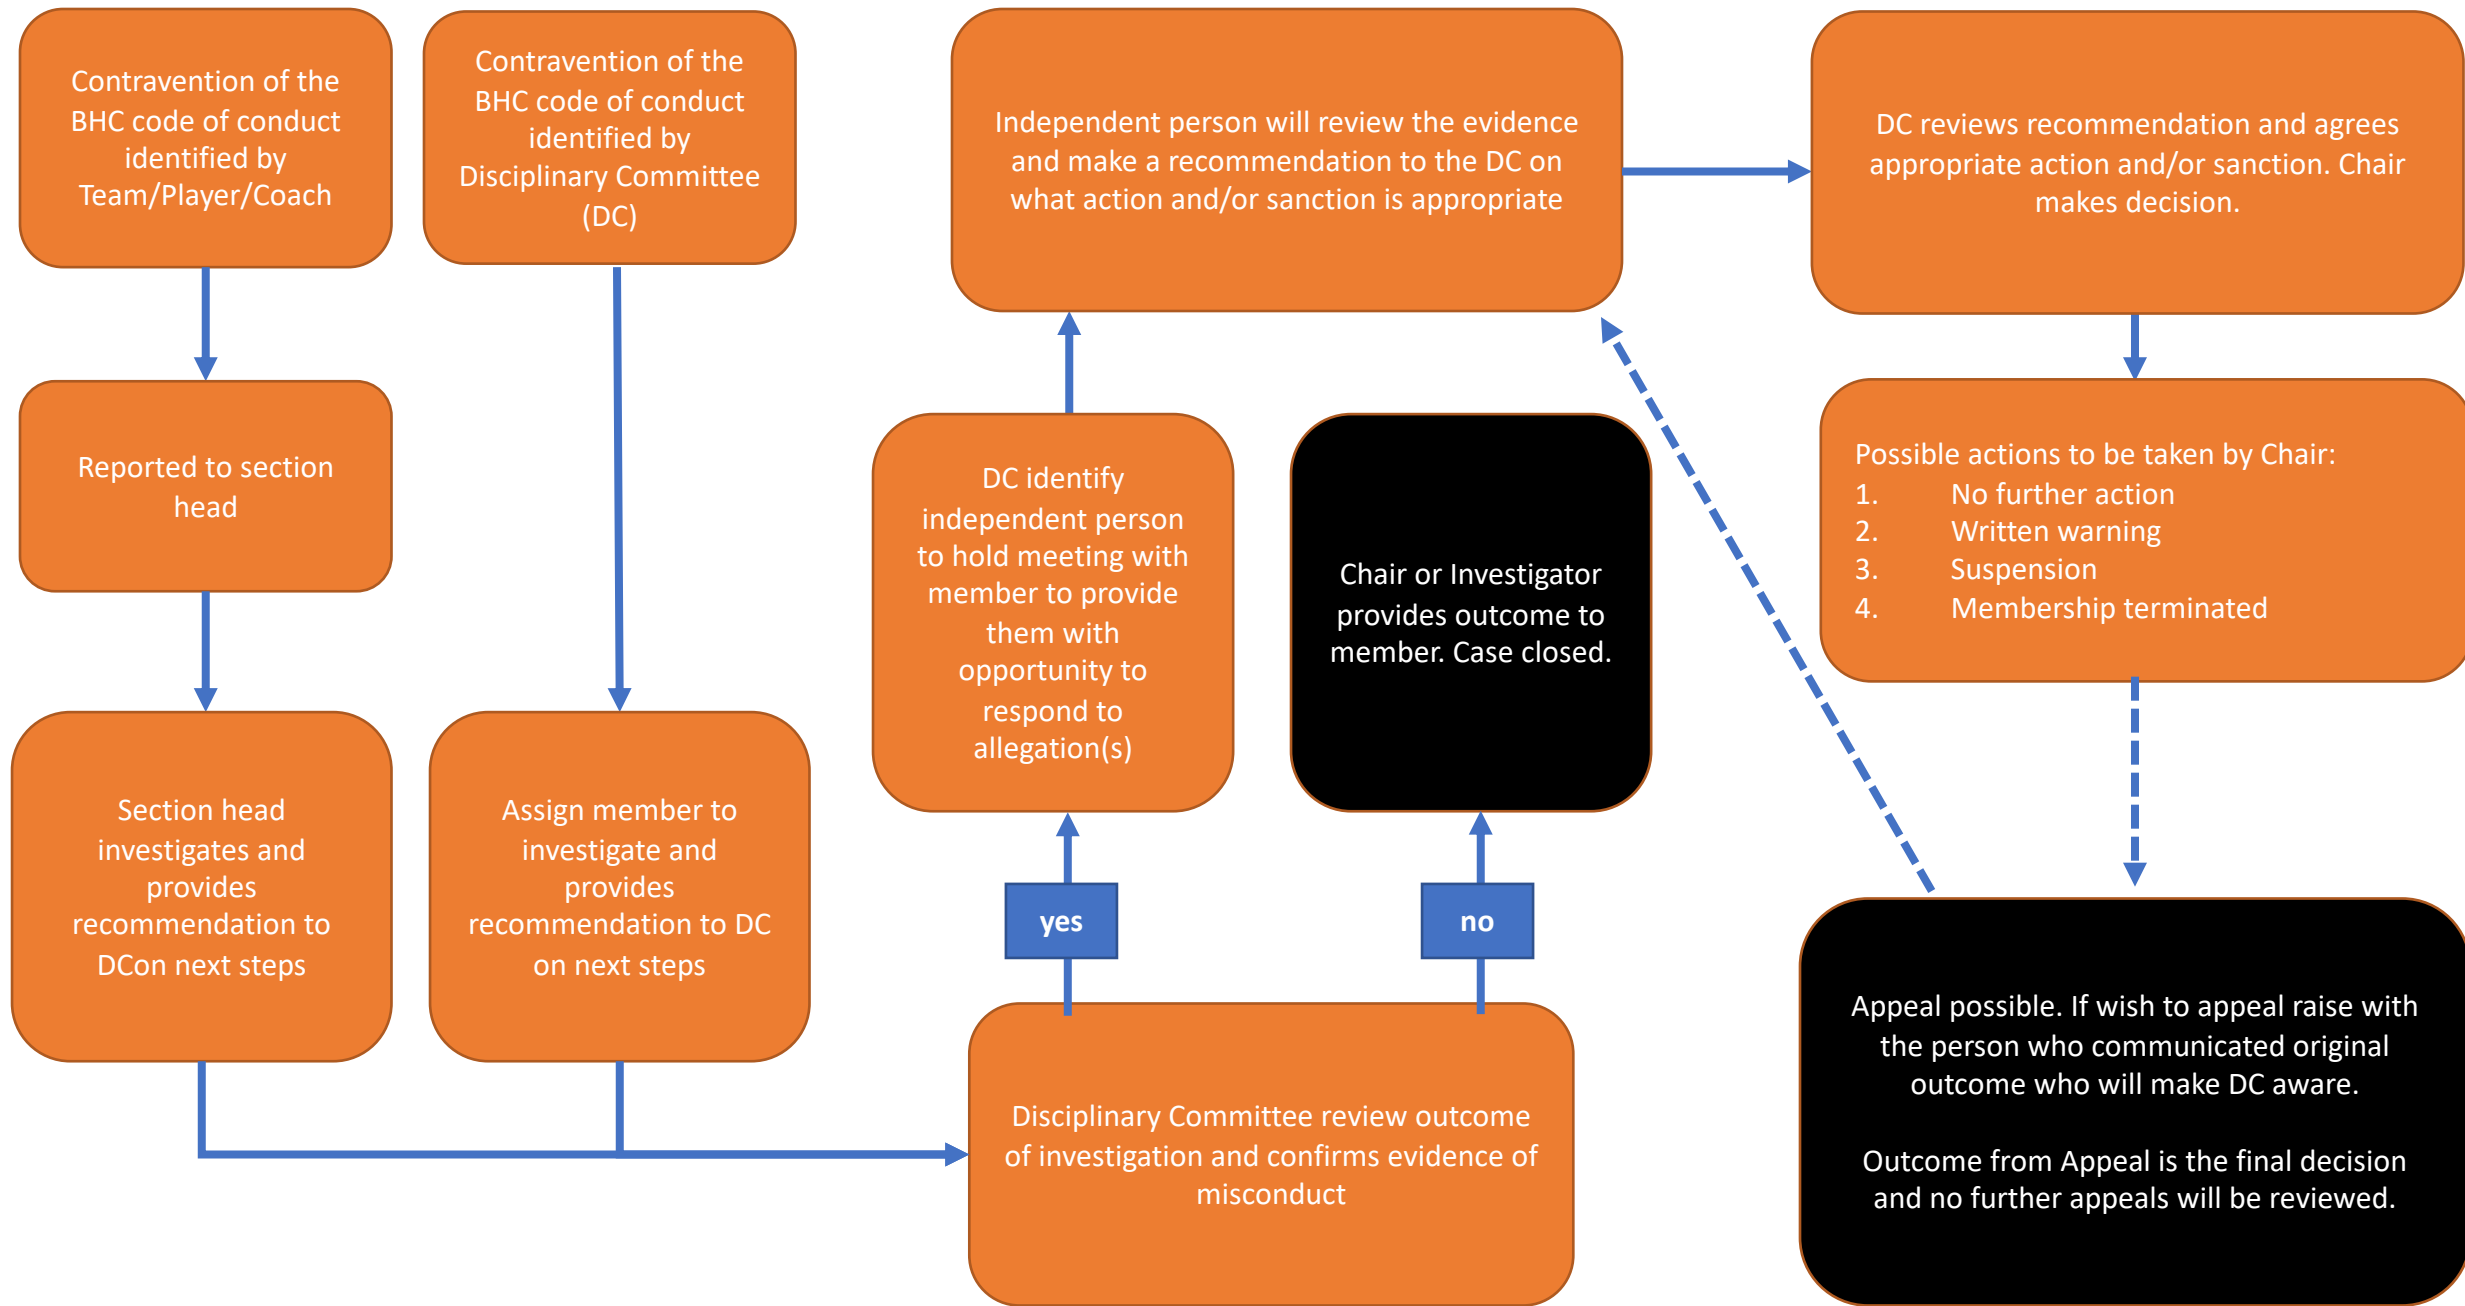 Contravention of the
BHC code of conduct
identified by
Team/Player/Coach
Contravention of the
BHC code of conduct
identified by
Disciplinary Committee
(DC)
Independent person will review the evidence
and make a recommendation to the DC on
what action and/or sanction is appropriate
DC reviews recommendation and agrees
appropriate action and/or sanction. Chair
makes decision.
Reported to section
head
DC identify
independent person
to hold meeting with
member to provide
them with
opportunity to
respond to
allegation(s)
Chair or Investigator
provides outcome to
member. Case closed.
Possible actions to be taken by Chair:
1. No further action
2. Written warning
3. Suspension
4. Membership terminated
Section head
investigates and
provides
recommendation to
DCon next steps
Assign member to
investigate and
provides
recommendation to DC
on next steps
yes
no
Disciplinary Committee review outcome
of investigation and confirms evidence of
misconduct
Appeal possible. If wish to appeal raise with
the person who communicated original
outcome who will make DC aware.
Outcome from Appeal is the final decision
and no further appeals will be reviewed.